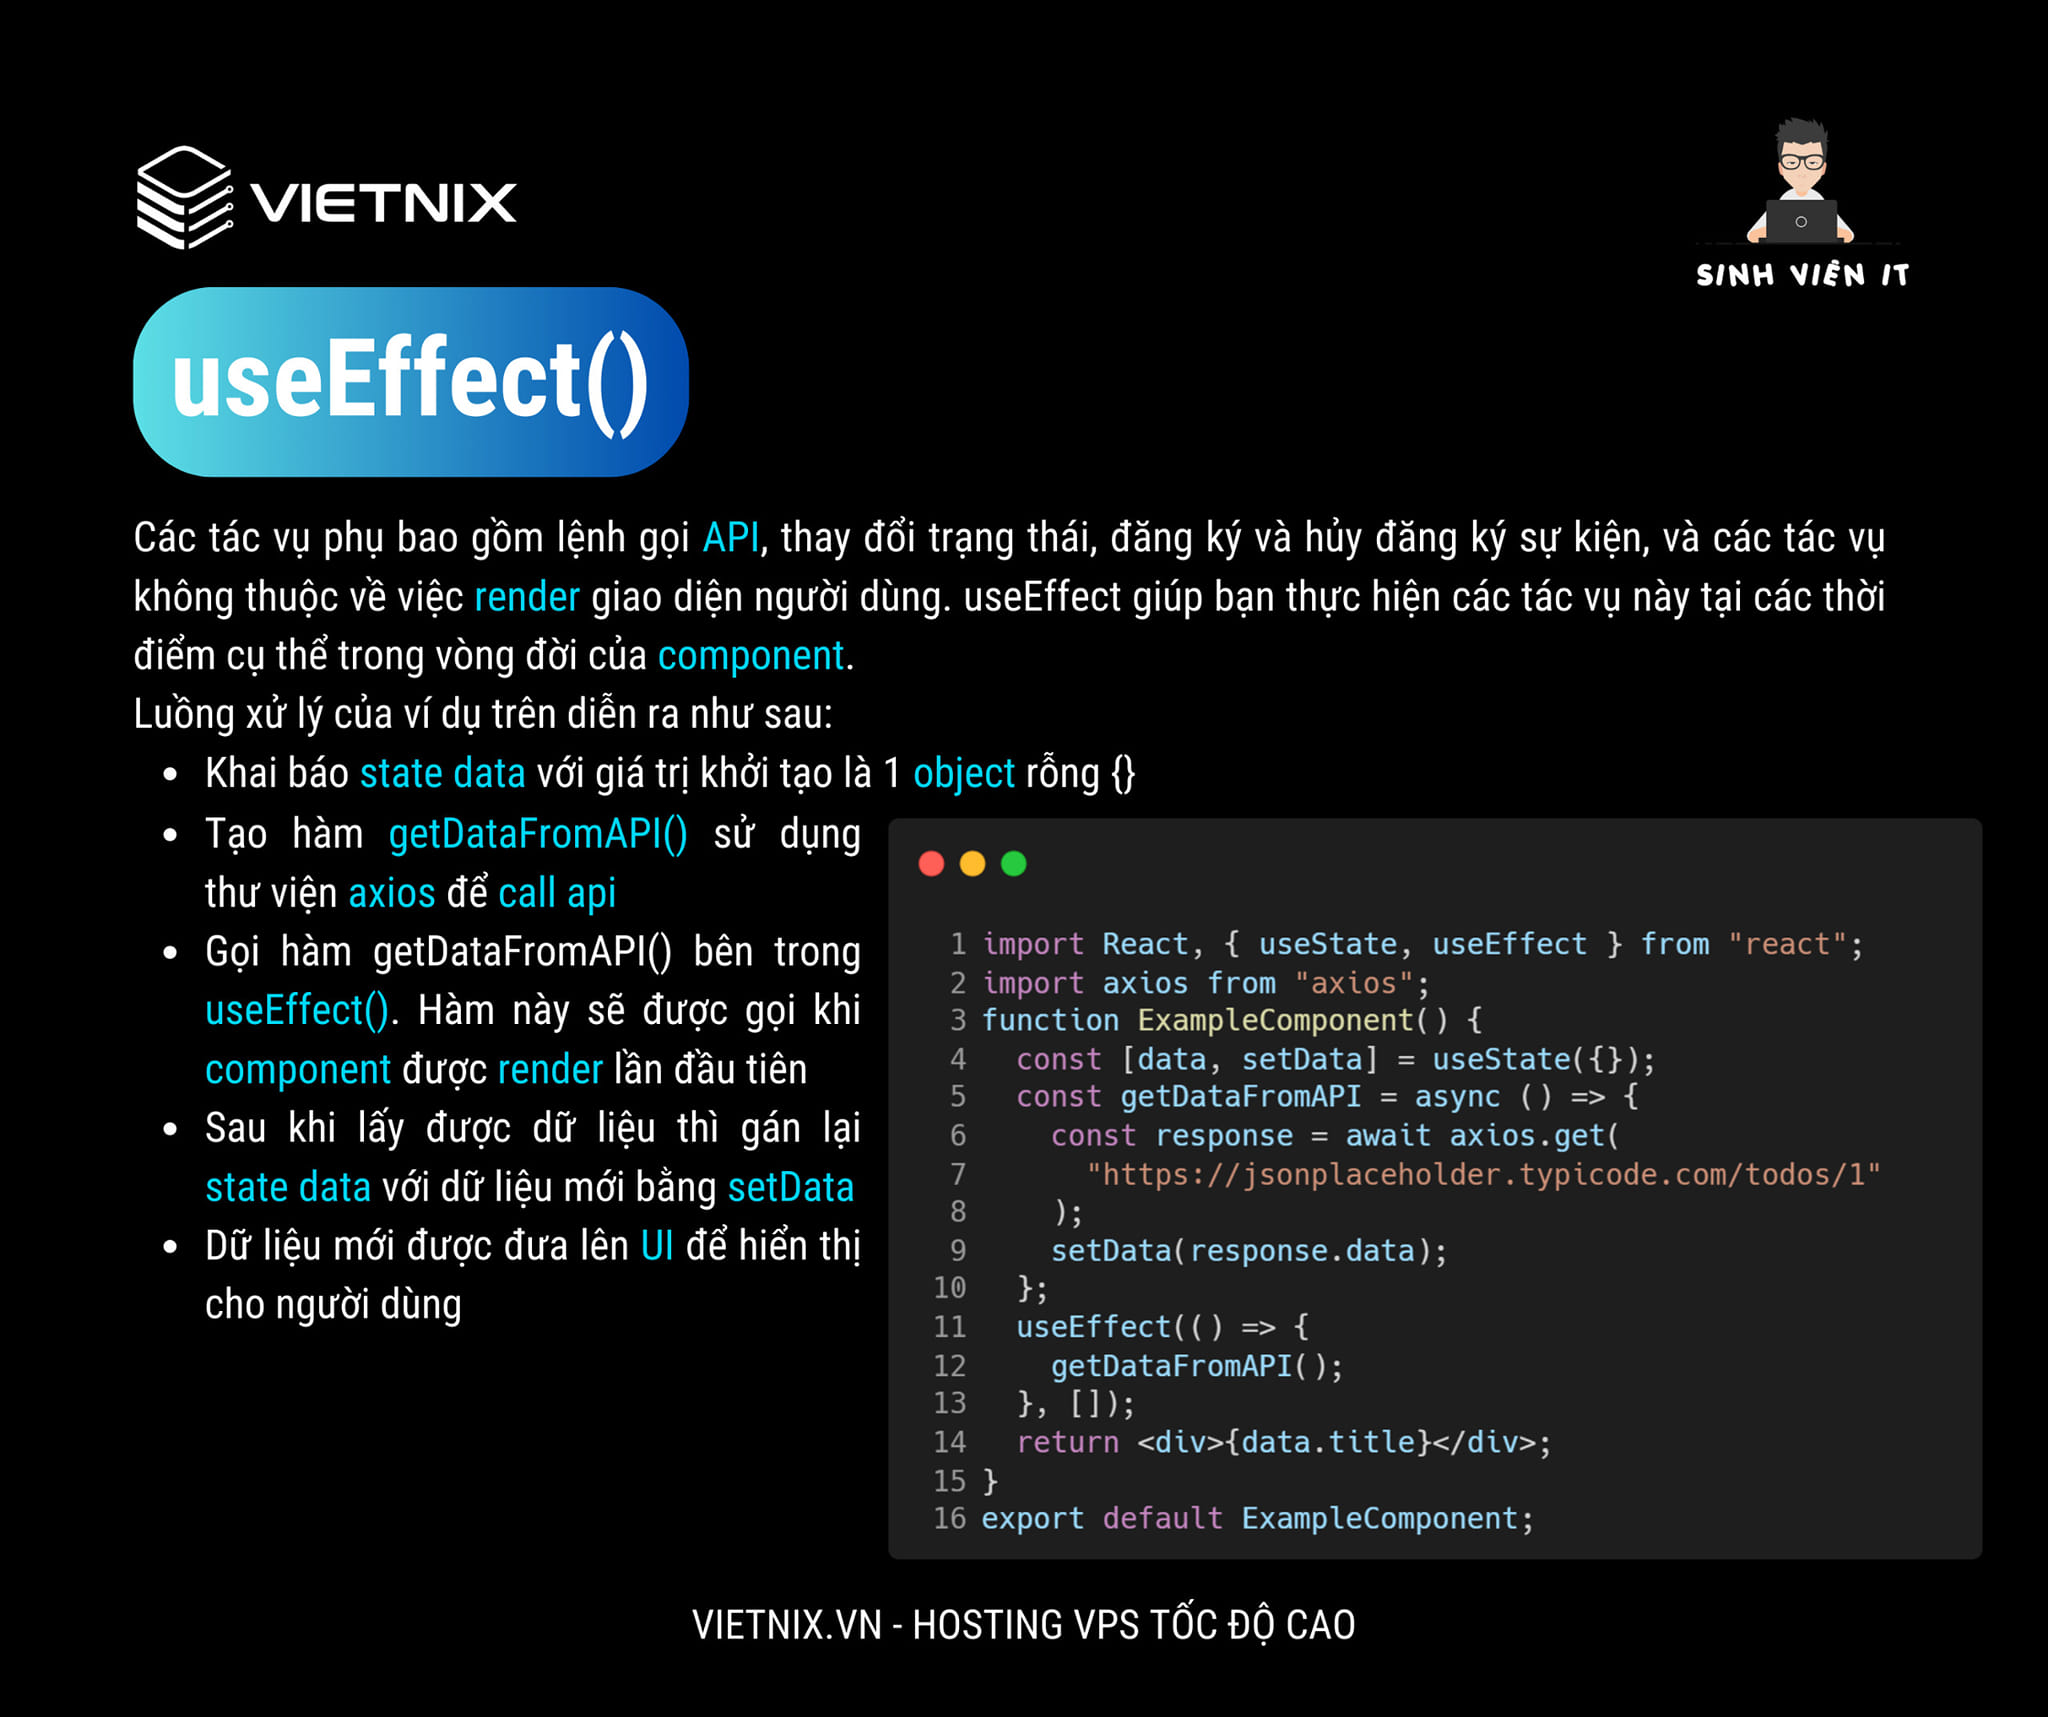 VIETNIX
SINH VIÊN IT
useEffect()
Các tác vụ phụ bao gồm lệnh gọi API, thay đổi trạng thái, đăng ký và hủy đăng ký sự kiện, và các tác vụ
không thuộc về việc render giao diện người dùng. useEffect giúp bạn thực hiện các tác vụ này tại các thời
điểm cụ thể trong vòng đời của component.
Luồng xử lý của ví dụ trên diễn ra như sau:
• Khai báo state data với giá trị khởi tạo là 1 object rỗng {}
• Tạo hàm getDataFromAPI() sử dụng
thư viện axios để call api
• Gọi hàm getDataFromAPI() bên trong
useEffect(). Hàm này sẽ được gọi khi
component được render lần đầu tiên
• Sau khi lấy được dữ liệu thì gán lại
state data với dữ liệu mới bằng setData
• Dữ liệu mới được đưa lên UI để hiển thị
cho người dùng
1 import React, { useState, useEffect } from "react";
2 import axios from "axios";
3 function ExampleComponent() {
4   const [data, setData] = useState({});
5   const getDataFromAPI = async () => {
6     const response = await axios.get(
7       "https://jsonplaceholder.typicode.com/todos/1"
8     );
9     setData(response.data);
10   };
11   useEffect(() => {
12     getDataFromAPI();
13   }, []);
14   return <div>{data.title}</div>;
15 }
16 export default ExampleComponent;
VIETNIX.VN - HOSTING VPS TỐC ĐỘ CAO